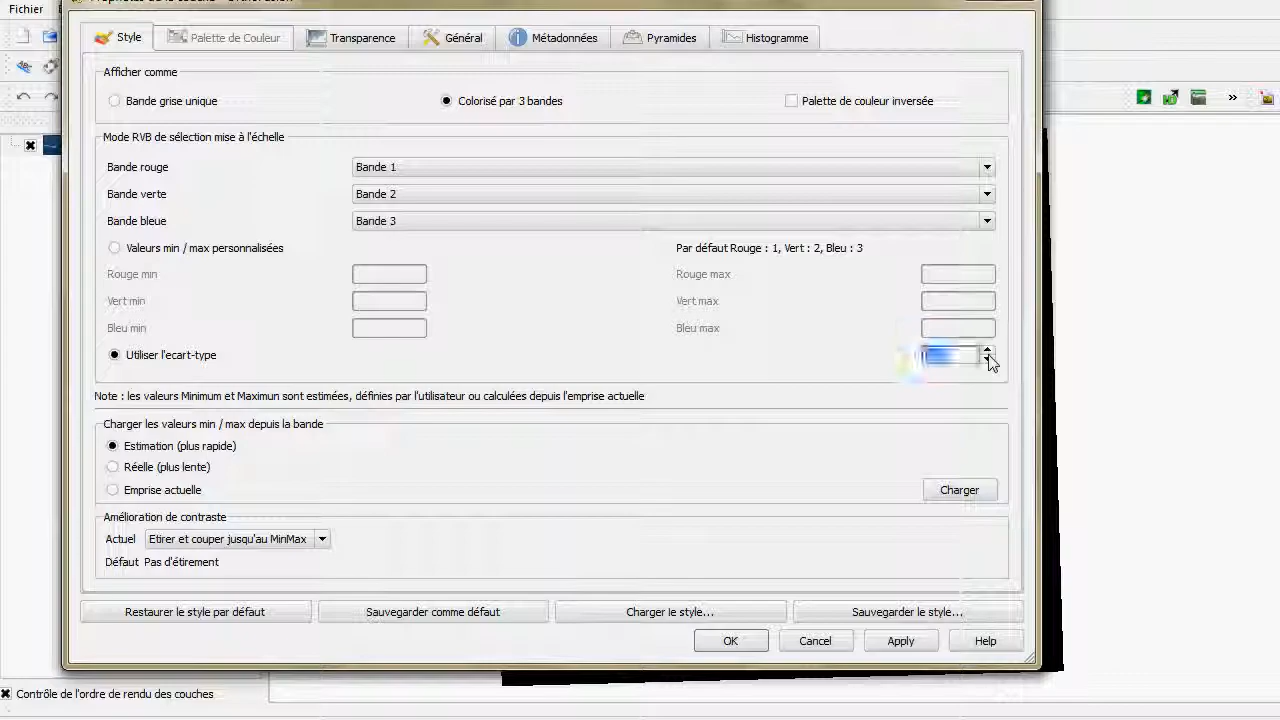 Fichier
Style
Palette de Couleur
Transparence
Général
Métadonnées
Pyramides
Histogramme
Afficher comme
Bande grise unique
Colorisé par 3 bandes
Palette de couleur inversée
»
Mode RVB de sélection mise à l'échelle
Bande rouge
Bande 1
Bande verte
Bande 2
Bande bleue
Bande 3
Valeurs min / max personnalisées
Par défaut Rouge : 1, Vert : 2, Bleu : 3
Rouge min
Rouge max
Vert min
Vert max
Bleu min
Bleu max
Utiliser l'ecart-type
Note : les valeurs Minimum et Maximun sont estimées, définies par l'utilisateur ou calculées depuis l'emprise actuelle
Charger les valeurs min / max depuis la bande
Estimation (plus rapide)
Réelle (plus lente)
Emprise actuelle
Charger
Amélioration de contraste
Actuel
Etirer et couper jusqu'au MinMax
Défaut Pas d'étirement
Restaurer le style par défaut
Sauvegarder comme défaut
Charger le style...
Sauvegarder le style...
OK
Cancel
Apply
Help
Contrôle de l'ordre de rendu des couches